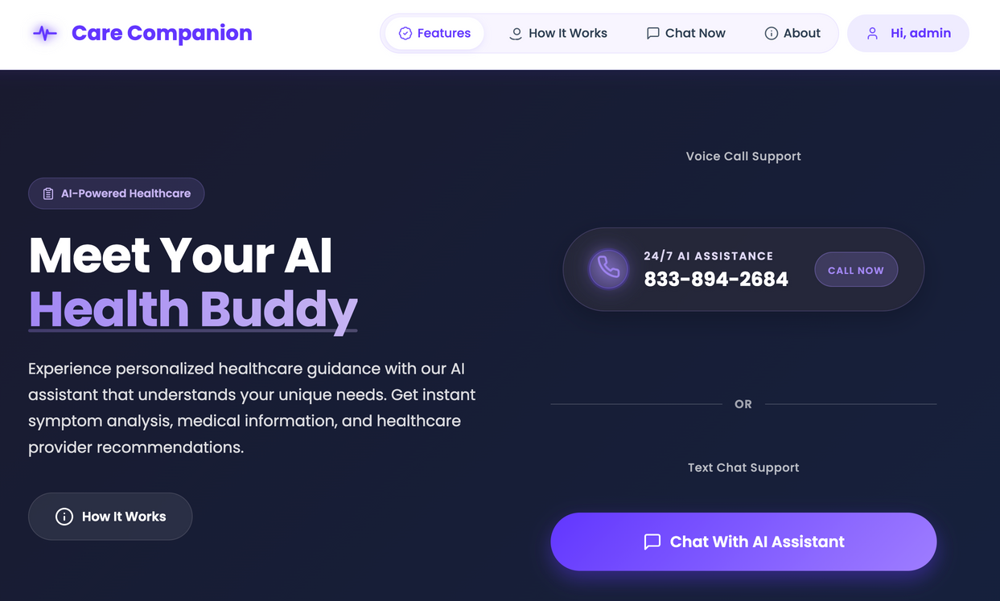 Care Companion
Features
How It Works
Chat Now
About
Hi, admin
AI-Powered Healthcare
Meet Your AI
Health Buddy
Experience personalized healthcare guidance with our AI
assistant that understands your unique needs. Get instant
symptom analysis, medical information, and healthcare
provider recommendations.
How It Works
Voice Call Support
24/7 AI ASSISTANCE
833-894-2684
CALL NOW
OR
Text Chat Support
Chat With AI Assistant